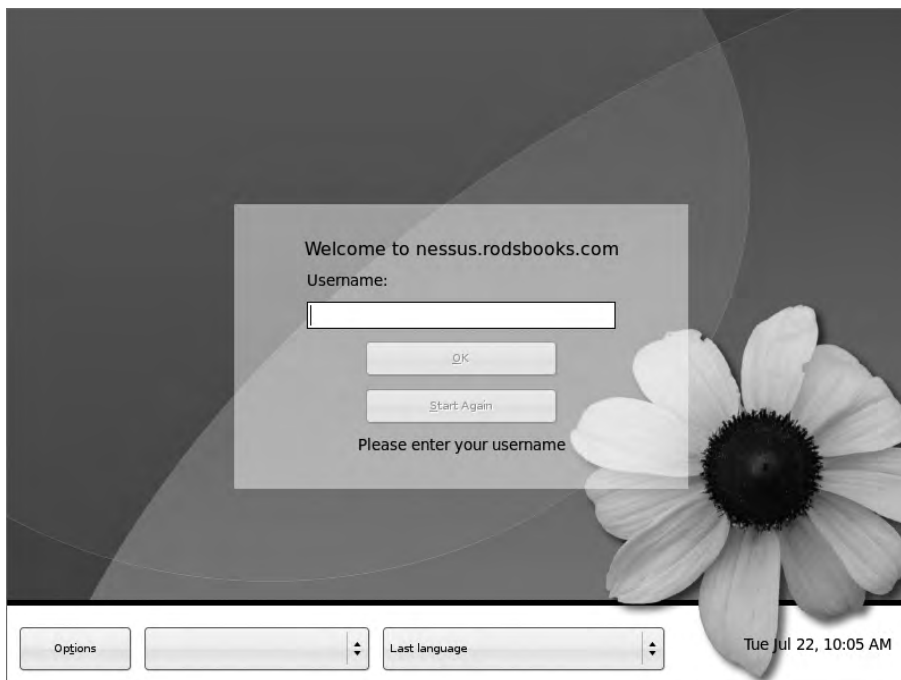 Welcome to nessus.rodsbooks.com
Username:
OK
Start Again
Please enter your username
Options
Last language
Tue Jul 22, 10:05 AM